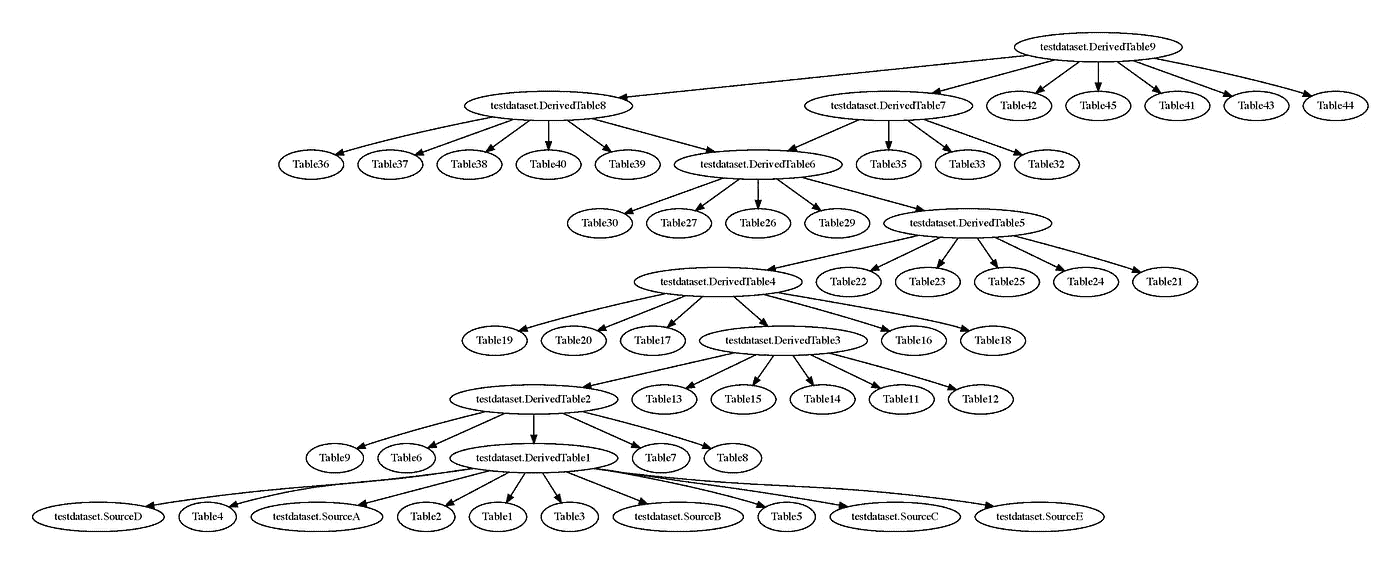 testdataset.DerivedTable9
testdataset.DerivedTable8 testdataset.DerivedTable7 Table42 Table45 Table41 Table43 Table44
Table36 Table37 Table38 Table40 Table39 testdataset.DerivedTable6 Table35 Table33 Table32
Table30 Table27 Table26 Table29 testdataset.DerivedTable5
testdataset.DerivedTable4 Table22 Table23 Table25 Table24 Table21
Table19 Table20 Table17 testdataset.DerivedTable3 Table16 Table18
testdataset.DerivedTable2 Table13 Table15 Table14 Table11 Table12
Table9 Table6 testdataset.DerivedTable1 Table7 Table8
testdataset.SourceD Table4 testdataset.SourceA Table2 Table1 Table3 testdataset.SourceB Table5 testdataset.SourceC testdataset.SourceE